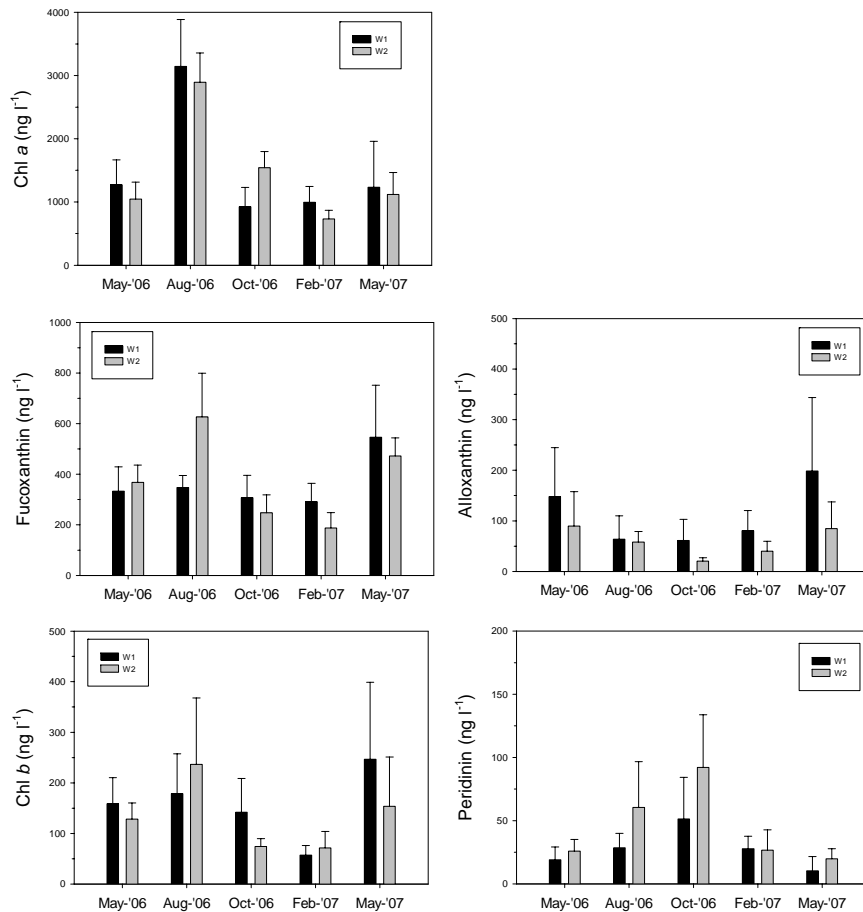 Chl a (ng l⁻¹)
4000
3000
2000
1000
0
W1
W2
May-'06 Aug-'06 Oct-'06 Feb-'07 May-'07
Fucoxanthin (ng l⁻¹)
1000
800
600
400
200
0
W1
W2
May-'06 Aug-'06 Oct-'06 Feb-'07 May-'07
Alloxanthin (ng l⁻¹)
500
400
300
200
100
0
W1
W2
May-'06 Aug-'06 Oct-'06 Feb-'07 May-'07
Chl b (ng l⁻¹)
500
400
300
200
100
0
W1
W2
May-'06 Aug-'06 Oct-'06 Feb-'07 May-'07
Peridinin (ng l⁻¹)
200
150
100
50
0
W1
W2
May-'06 Aug-'06 Oct-'06 Feb-'07 May-'07